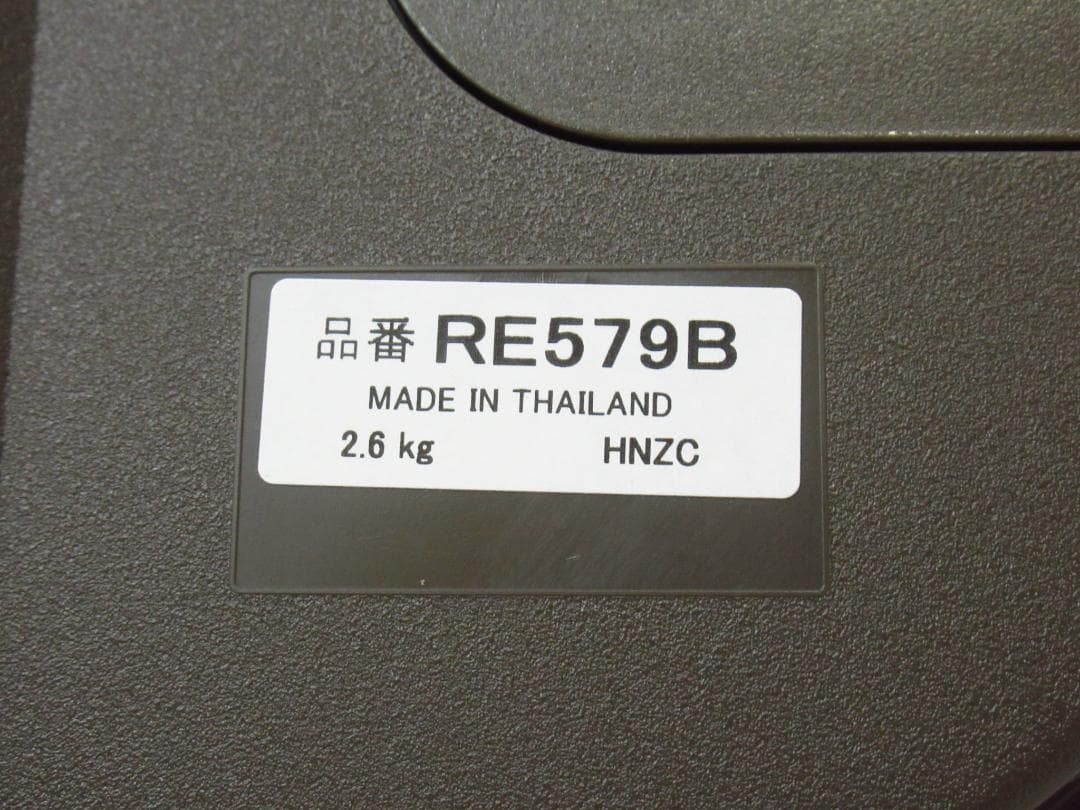 品番 RE579B
MADE IN THAILAND
2.6 kg HNZC